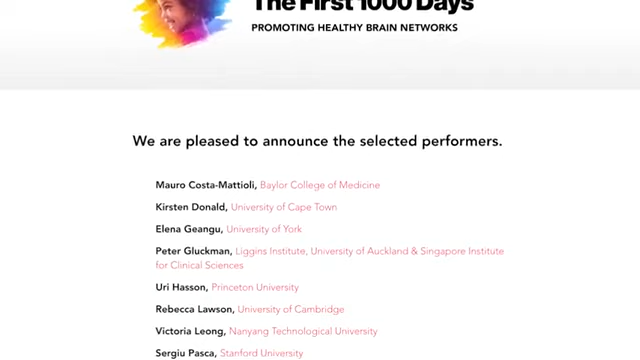 The First 1000 Days
PROMOTING HEALTHY BRAIN NETWORKS
We are pleased to announce the selected performers.
Mauro Costa-Mattioli, Baylor College of Medicine
Kirsten Donald, University of Cape Town
Elena Geangu, University of York
Peter Gluckman, Liggins Institute, University of Auckland & Singapore Institute
for Clinical Sciences
Uri Hasson, Princeton University
Rebecca Lawson, University of Cambridge
Victoria Leong, Nanyang Technological University
Sergiu Pasca, Stanford University